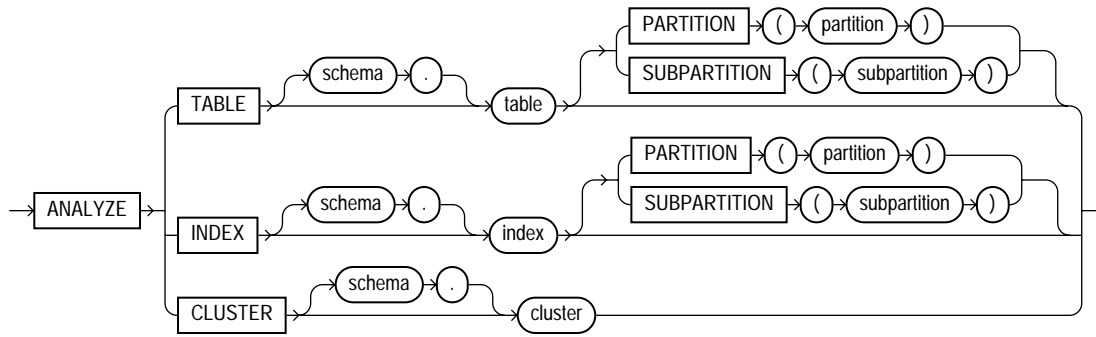 PARTITION ( partition )
schema . SUBPARTITION ( subpartition )
TABLE table
PARTITION ( partition )
schema . SUBPARTITION ( subpartition )
ANALYZE
INDEX index
schema .
CLUSTER cluster